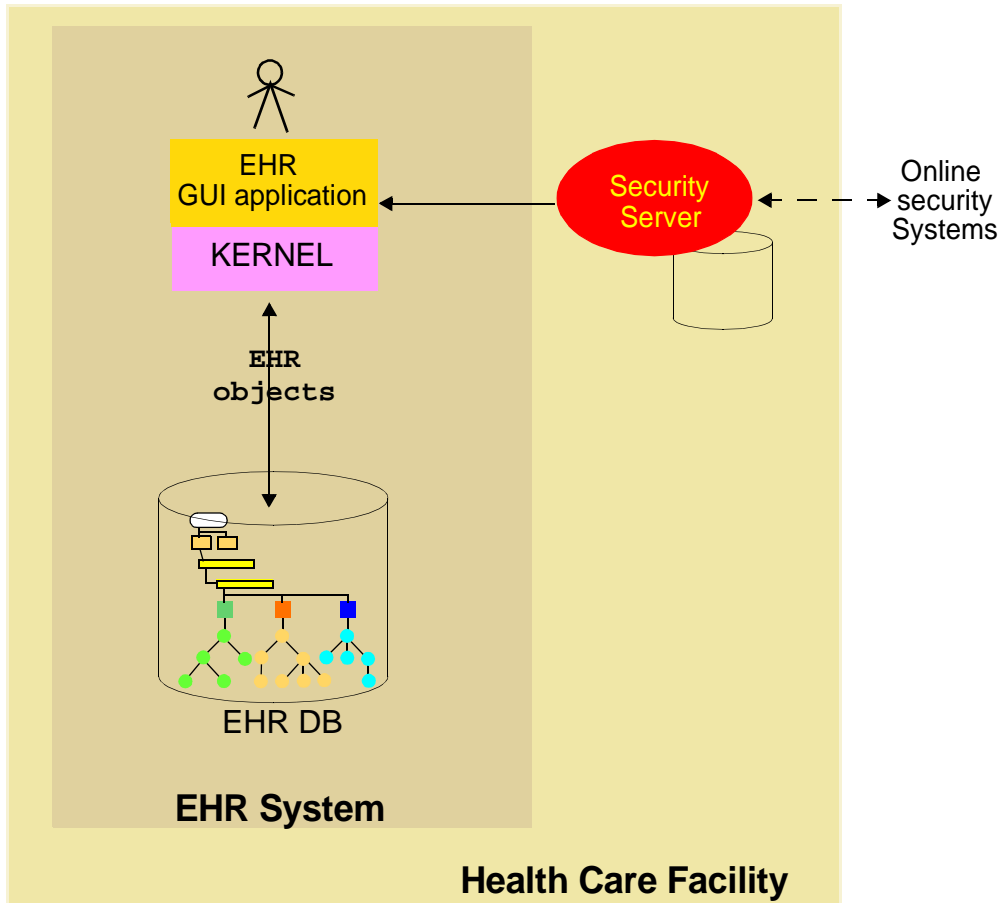 EHR
GUI application
KERNEL
Security
Server
Online
security
Systems
EHR
objects
EHR DB
EHR System
Health Care Facility